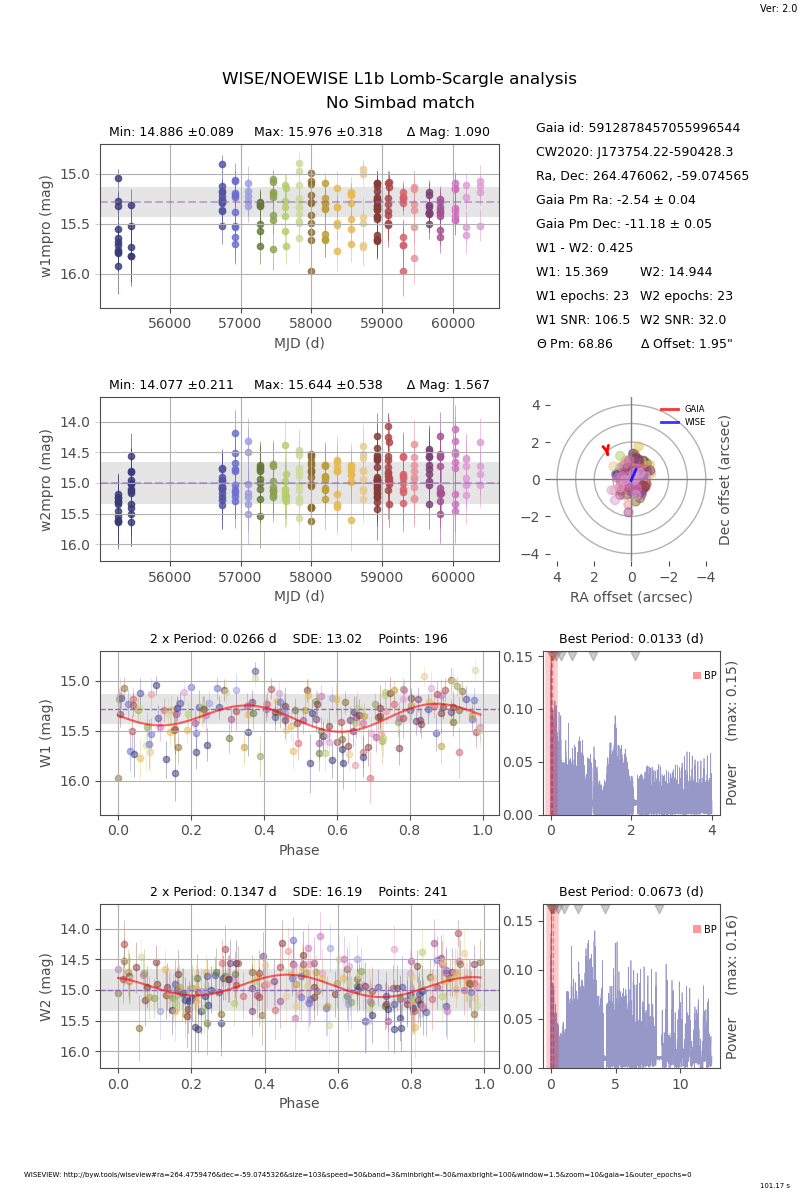 Ver: 2.0
WISE/NOEWISE L1b Lomb-Scargle analysis
No Simbad match
Min: 14.886 ±0.089 Max: 15.976 ±0.318 Δ Mag: 1.090
15.0
15.5
16.0
w1mpro (mag)
56000 57000 58000 59000 60000
MJD (d)
Gaia id: 5912878457055996544
CW2020: J173754.22-590428.3
Ra, Dec: 264.476062, -59.074565
Gaia Pm Ra: -2.54 ± 0.04
Gaia Pm Dec: -11.18 ± 0.05
W1 - W2: 0.425
W1: 15.369 W2: 14.944
W1 epochs: 23 W2 epochs: 23
W1 SNR: 106.5 W2 SNR: 32.0
Θ Pm: 68.86 Δ Offset: 1.95"
Min: 14.077 ±0.211 Max: 15.644 ±0.538 Δ Mag: 1.567
14.0
14.5
15.0
15.5
16.0
w2mpro (mag)
56000 57000 58000 59000 60000
MJD (d)
GAIA
WISE
4
2
0
−2
−4
4 2 0 −2 −4
RA offset (arcsec)
Dec offset (arcsec)
2 x Period: 0.0266 d SDE: 13.02 Points: 196
15.0
15.5
16.0
W1 (mag)
0.0 0.2 0.4 0.6 0.8 1.0
Phase
Best Period: 0.0133 (d)
BP
0.15
0.10
0.05
0.00
0 2 4
Power (max: 0.15)
2 x Period: 0.1347 d SDE: 16.19 Points: 241
14.0
14.5
15.0
15.5
16.0
W2 (mag)
0.0 0.2 0.4 0.6 0.8 1.0
Phase
Best Period: 0.0673 (d)
BP
0.15
0.10
0.05
0.00
0 5 10
Power (max: 0.16)
WISEVIEW: http://byw.tools/wiseview#ra=264.4759476&dec=-59.0745326&size=103&speed=50&band=3&minbright=-50&maxbright=100&window=1.5&zoom=10&gaia=1&outer_epochs=0
101.17 s